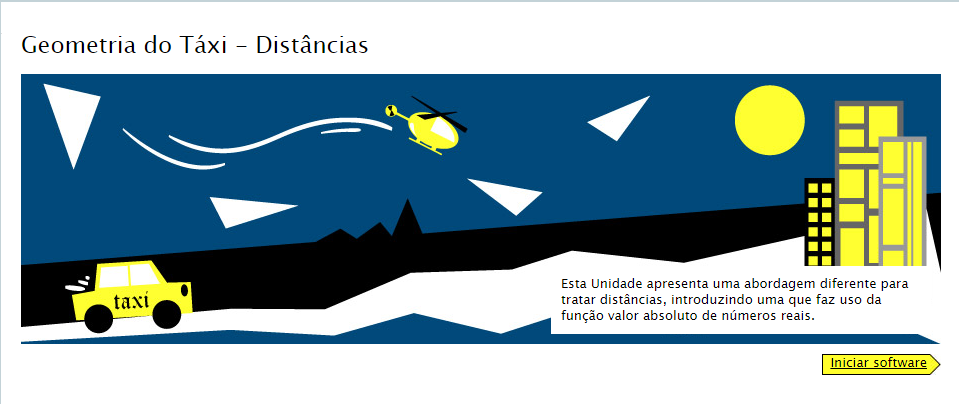 Geometria do Táxi - Distâncias
taxi
Esta Unidade apresenta uma abordagem diferente para
tratar distâncias, introduzindo uma que faz uso da
função valor absoluto de números reais.
Iniciar software